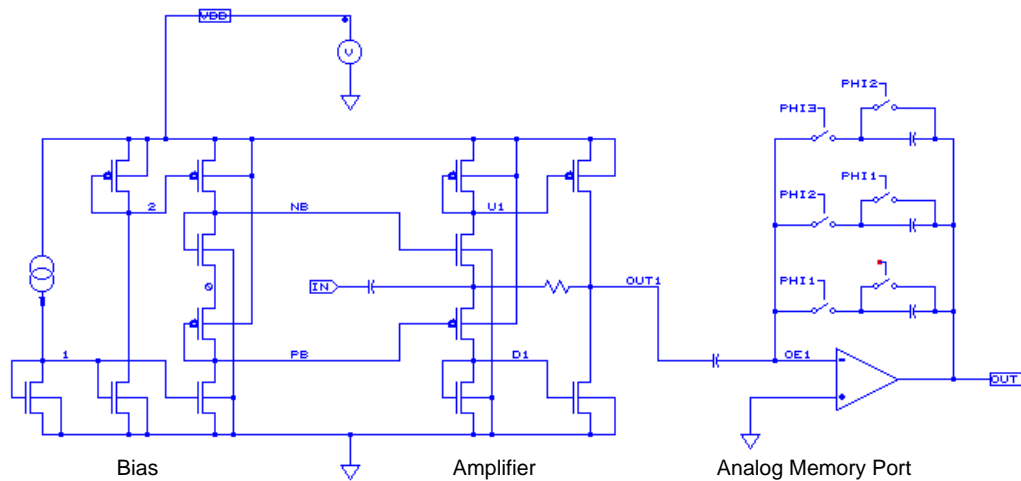 VDD
V
PHI2
PHI3
PHI1
PHI2
PHI1
2
NB
U1
0
IN
OUT1
1
PB
D1
OE1
OUT
Bias
Amplifier
Analog Memory Port